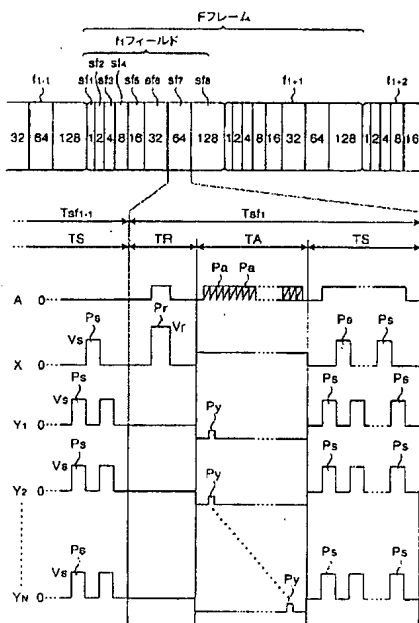 Fフレーム
f1フィールド
f1-1 sf1 sf2 sf3 sf4 sf5 sf6 sf7 sf8 f1+1 f1+2
32 64 128 1 2 4 8 16 32 64 128 1 2 4 8 16 32 64 128 1 2 4 8 16
Tsf1-1 Tsf1
TS TR TA TS
A 0 Pa Pa
X Vs Ps Pr Vr Ps Ps
Y1 0 Vs Ps Py Ps Ps
Y2 0 Vs Ps Py Ps Ps
YN 0 Vs Ps Py Ps Ps